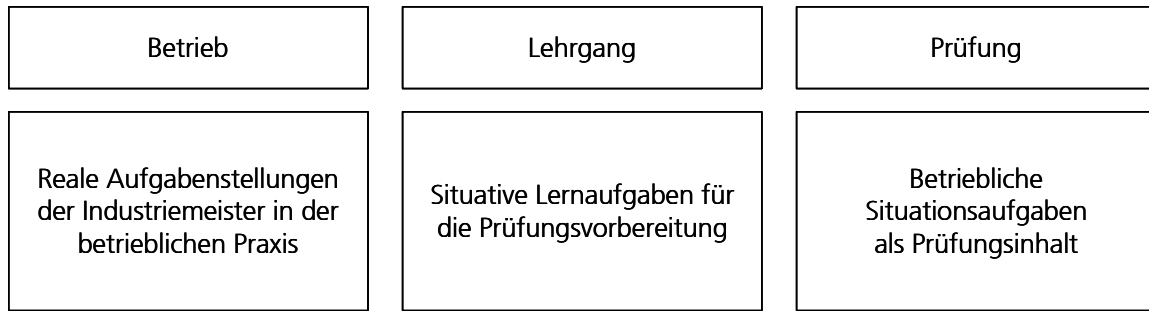 Betrieb
Lehrgang
Prüfung
Reale Aufgabenstellungen
der Industriemeister in der
betrieblichen Praxis
Situative Lernaufgaben für
die Prüfungsvorbereitung
Betriebliche
Situationsaufgaben
als Prüfungsinhalt